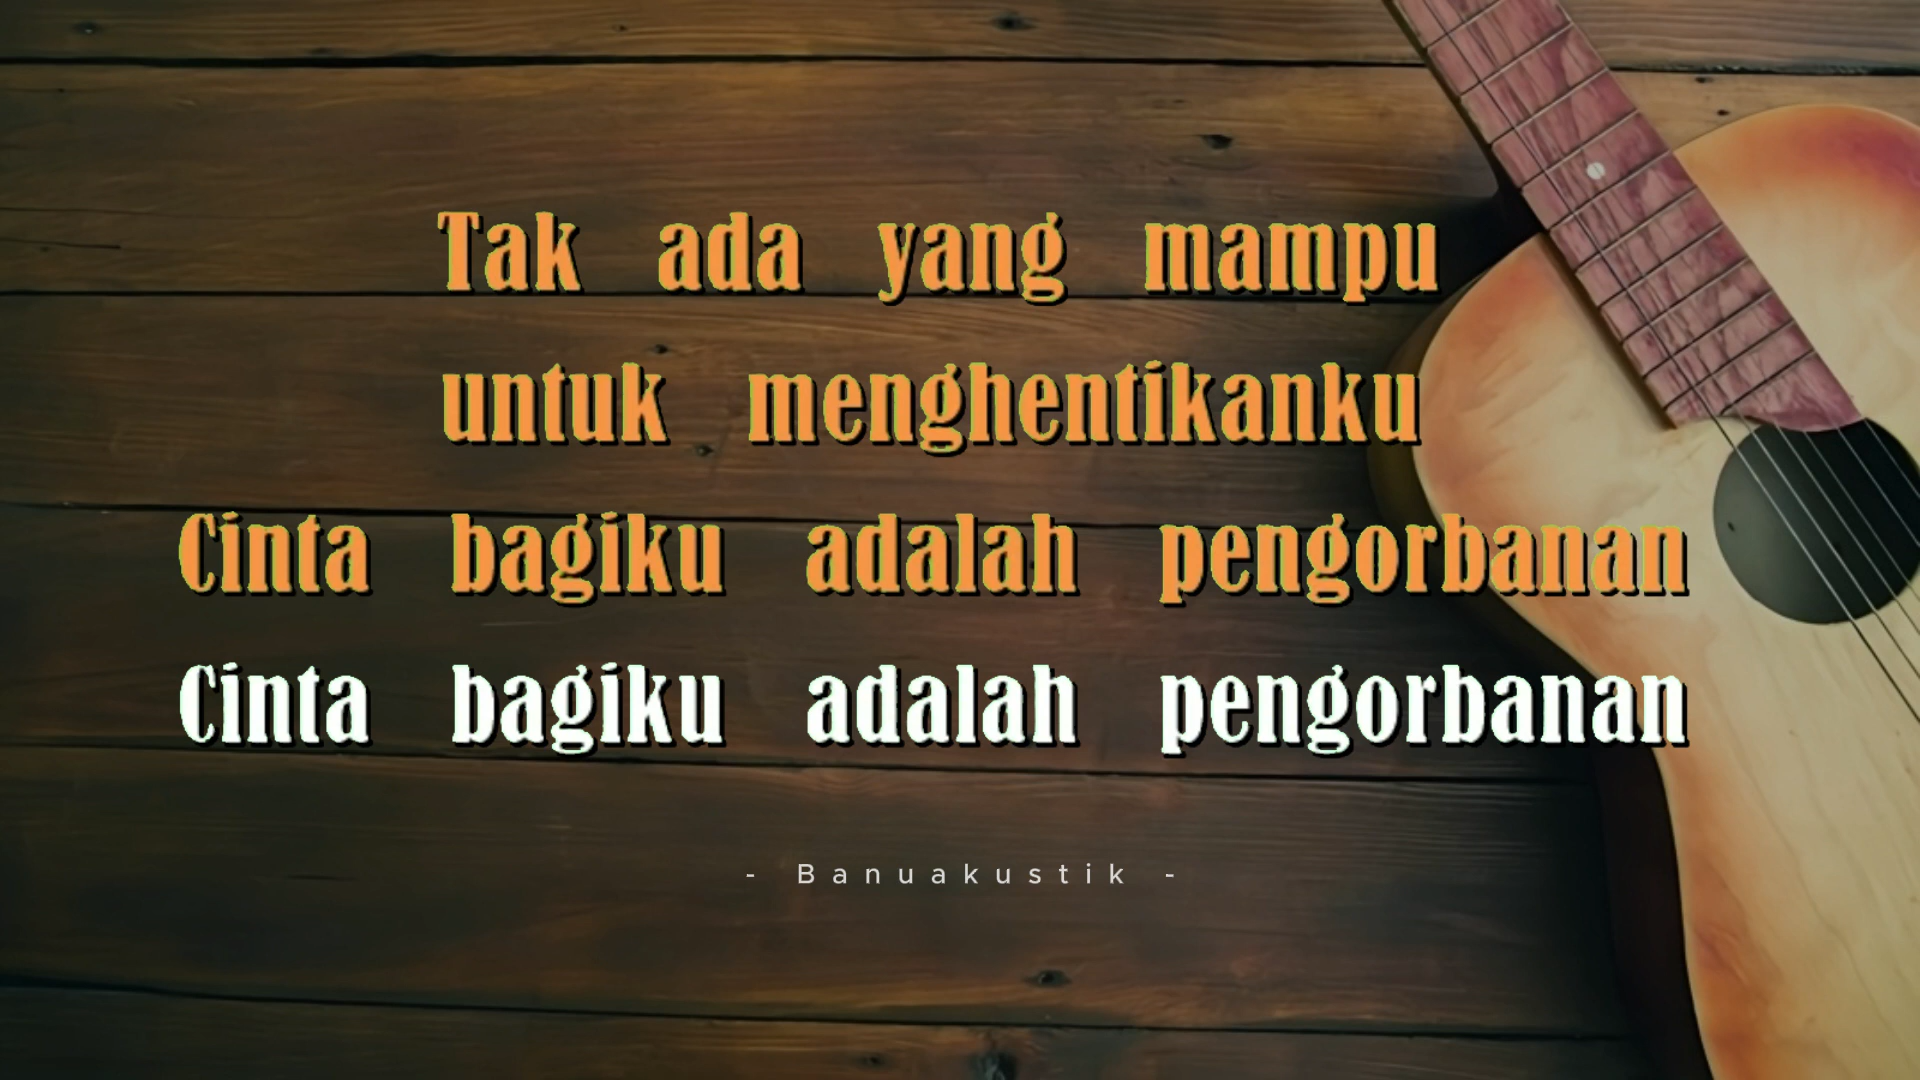 Tak ada yang mampu
untuk menghentikanku
Cinta bagiku adalah pengorbanan
Cinta bagiku adalah pengorbanan
- Banuakustik -